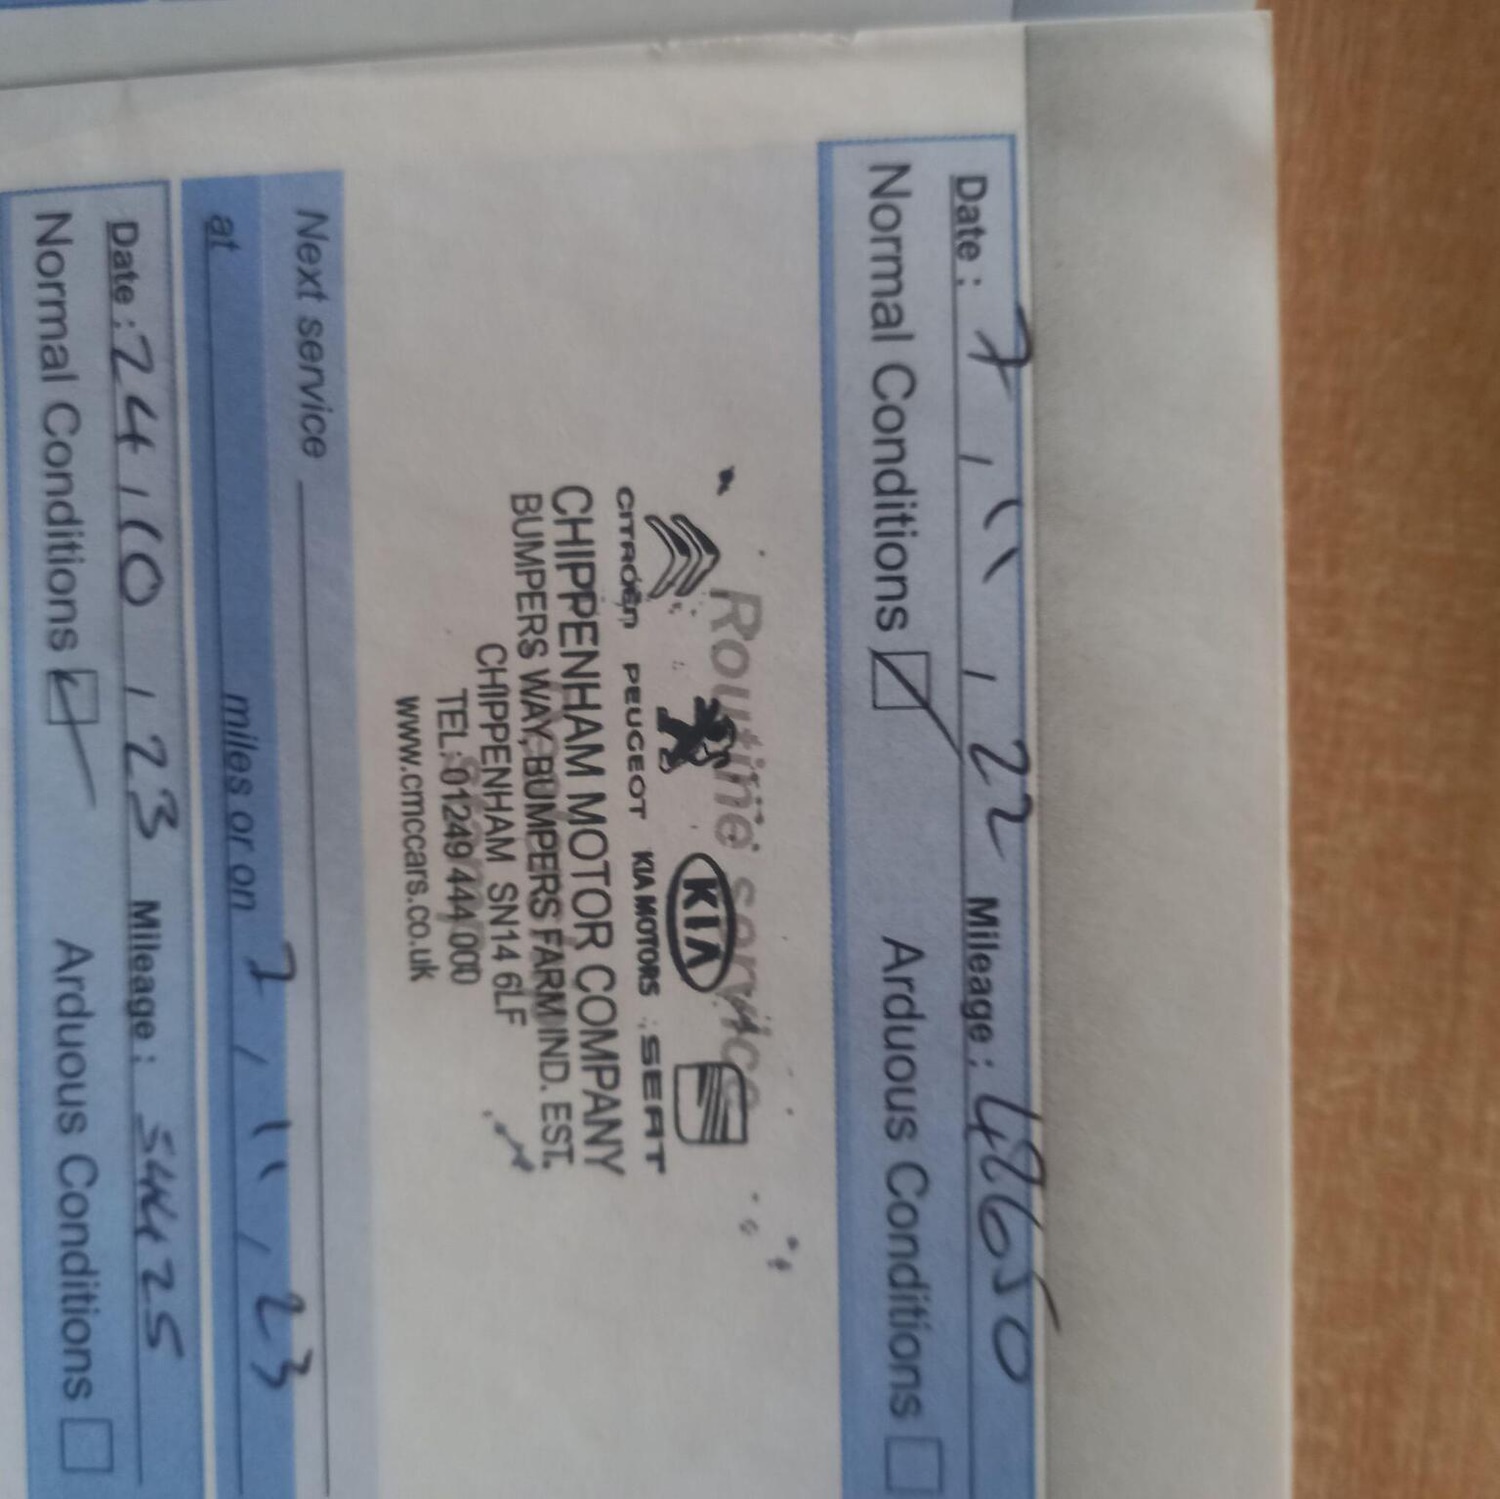 Date : 7 / 11 / 22 Mileage : 48650
Normal Conditions Arduous Conditions
Routine service
KIA
CITROËN PEUGEOT KIA MOTORS SEAT
CHIPPENHAM MOTOR COMPANY
BUMPERS WAY, BUMPERS FARM IND. EST.
CHIPPENHAM SN14 6LF
TEL: 01249 444 000
www.cmccars.co.uk
Next service
at miles or on 7 / 11 / 23
Date : 24 / 10 / 23 Mileage : 54425
Normal Conditions Arduous Conditions